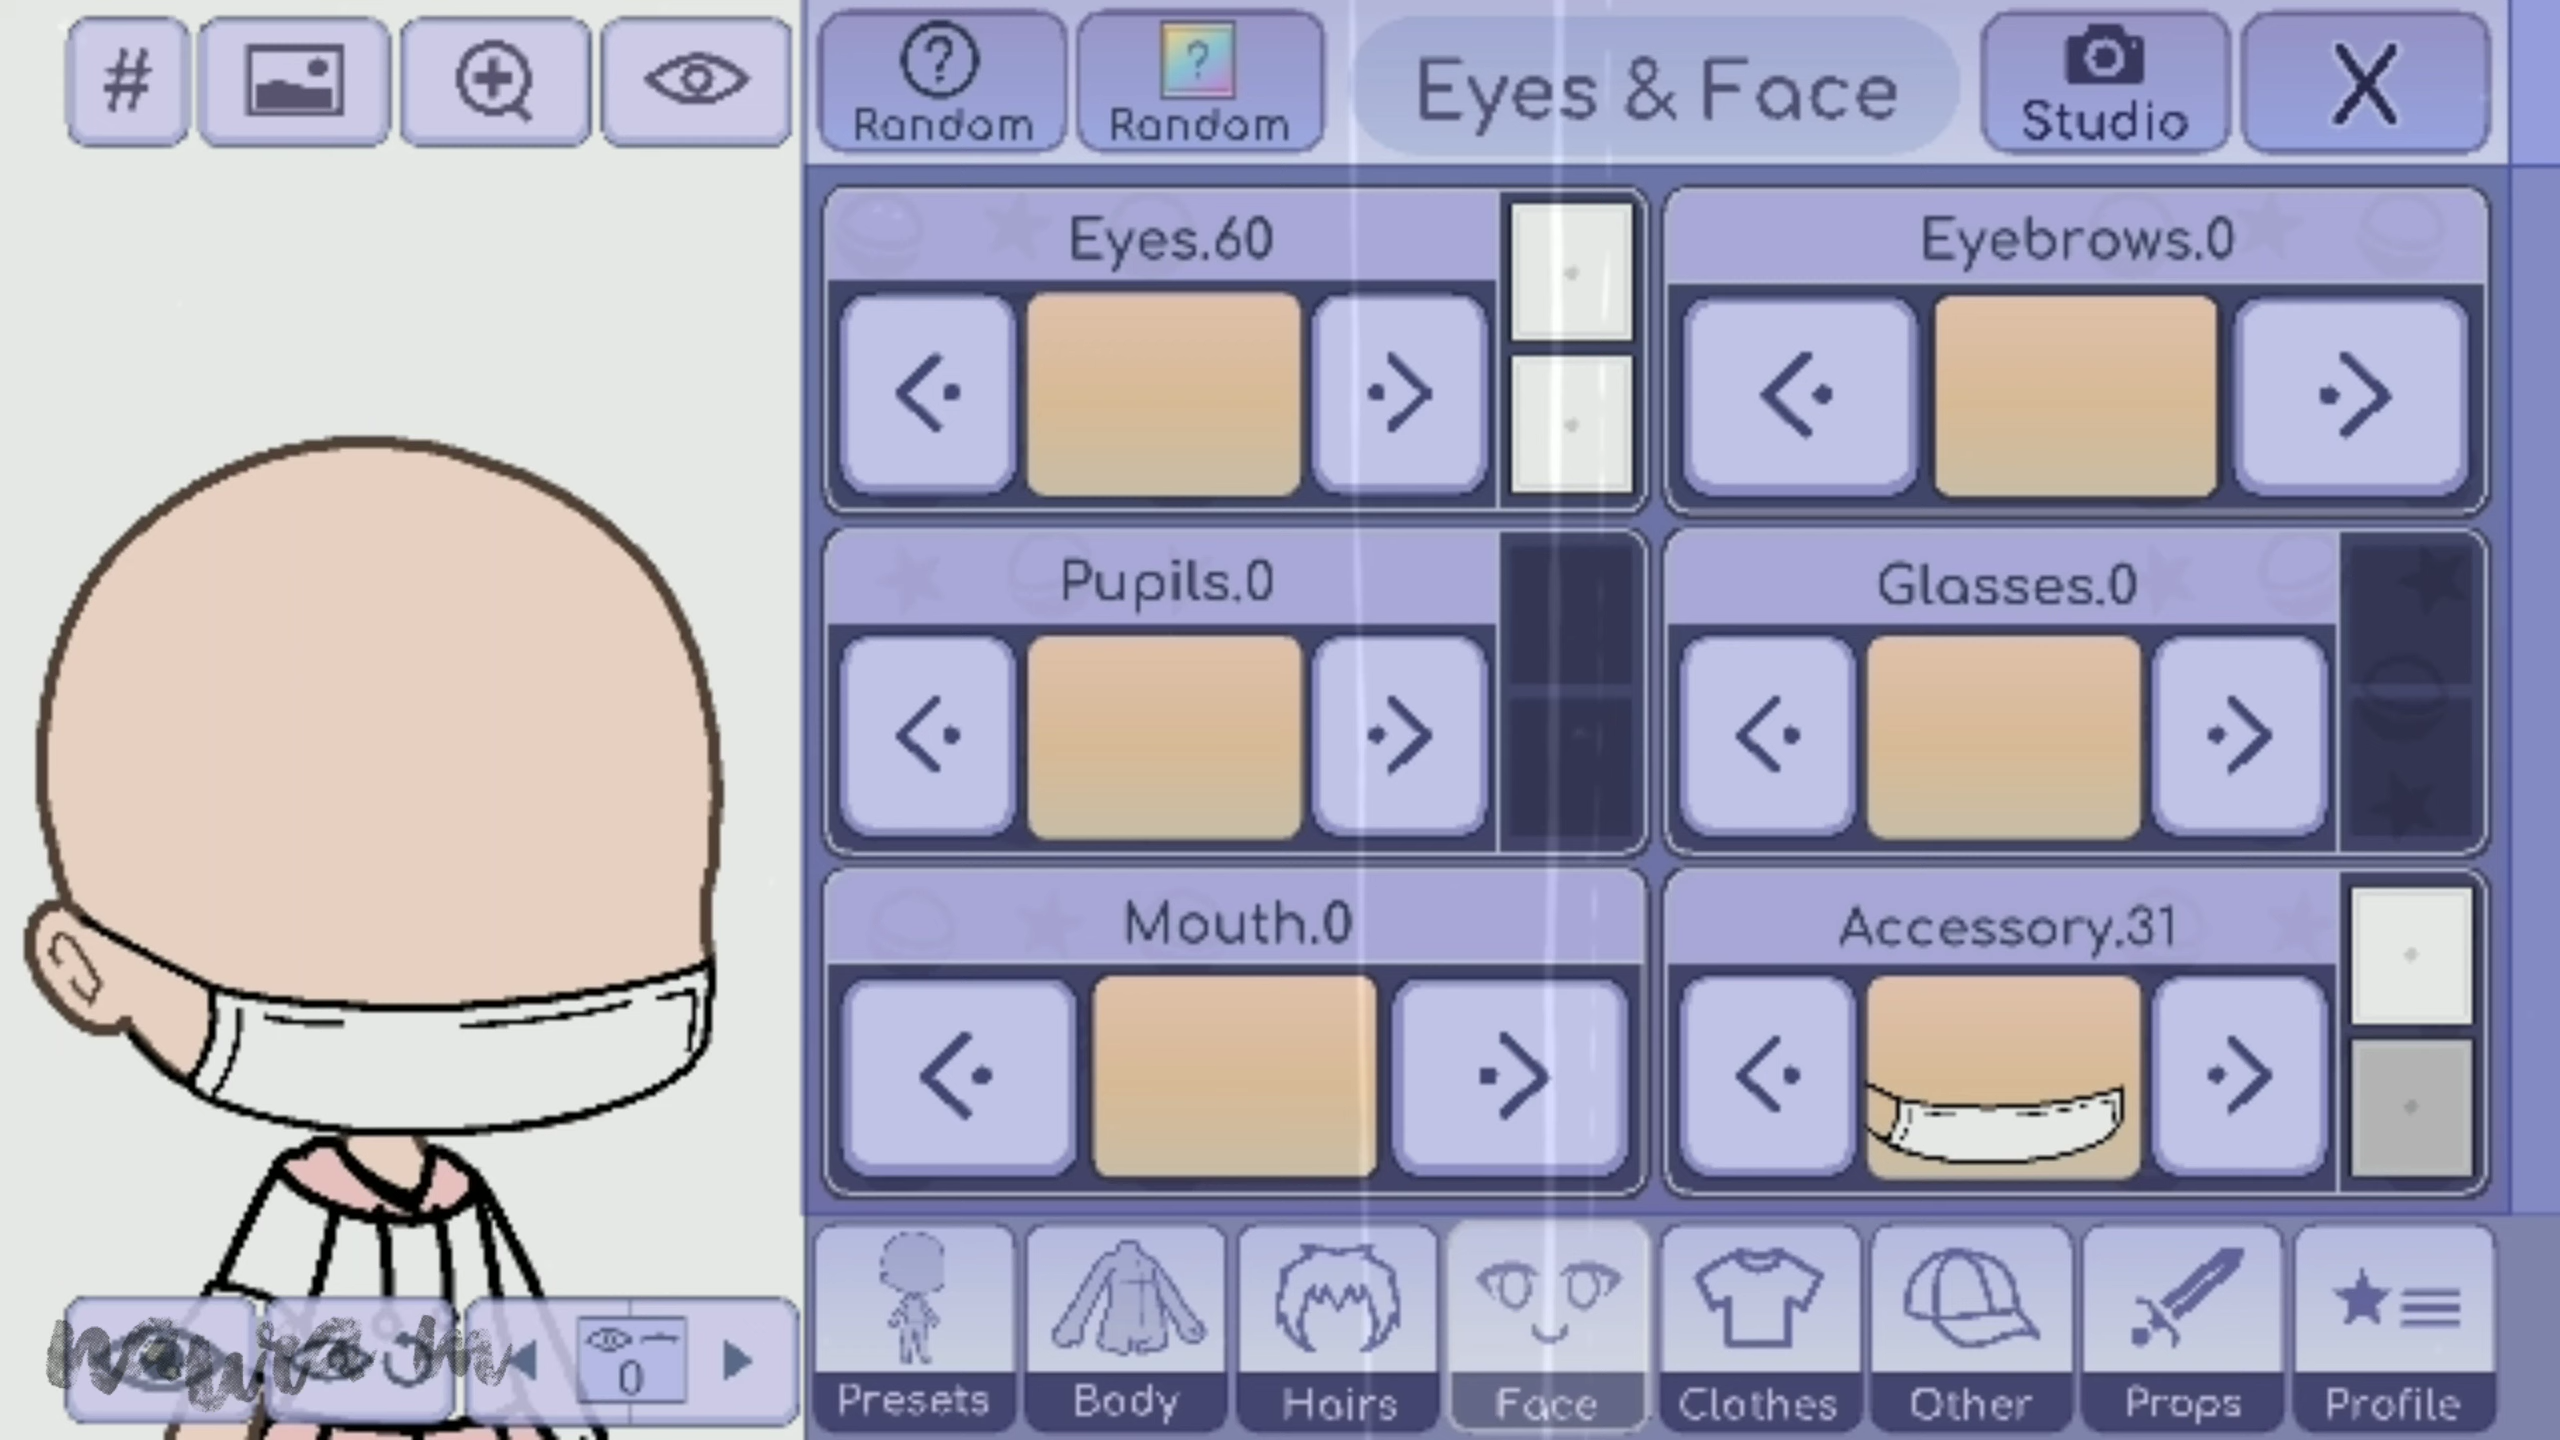 #
Random
Random
Eyes & Face
Studio
X
Eyes.60
Eyebrows.0
Pupils.0
Glasses.0
Mouth.0
Accessory.31
0
Presets
Body
Hairs
Face
Clothes
Other
Props
Profile